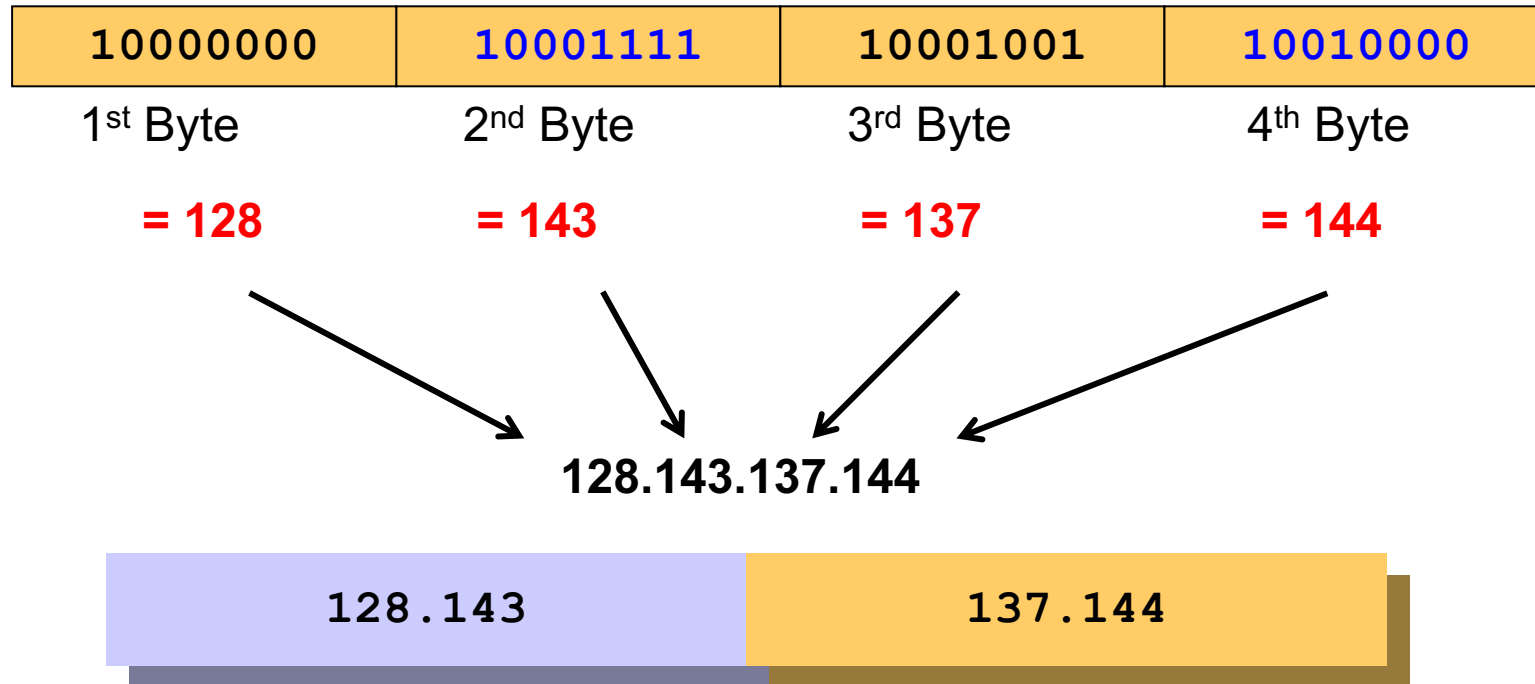 10000000 10001111 10001001 10010000
1st Byte 2nd Byte 3rd Byte 4th Byte
= 128 = 143 = 137 = 144
128.143.137.144
128.143 137.144